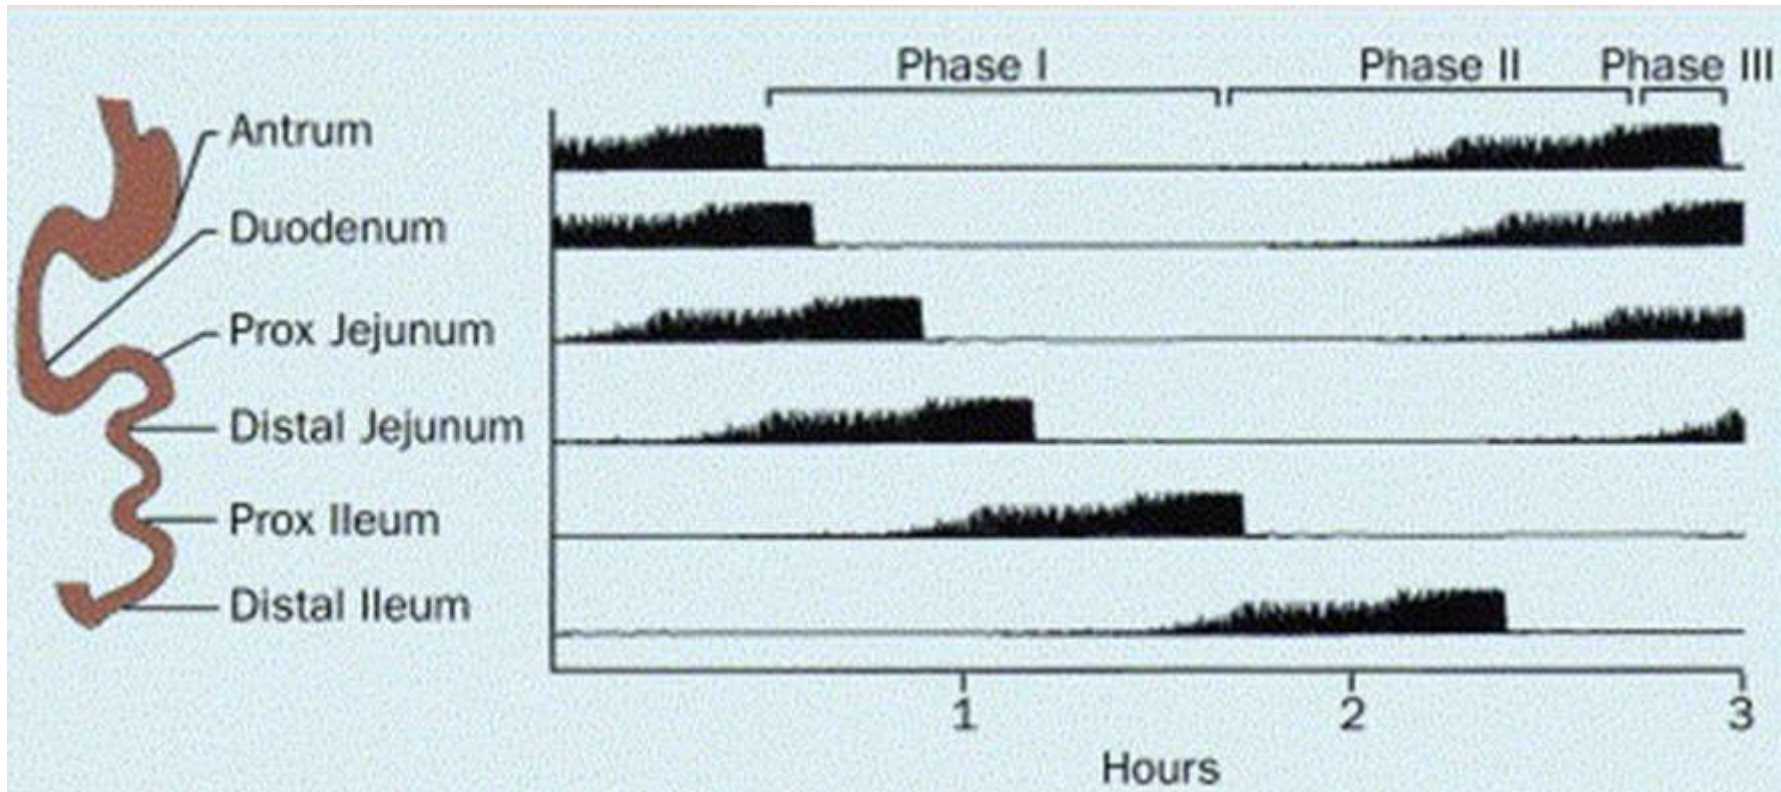 Phase I
Phase II
Phase III
Antrum
Duodenum
Prox Jejunum
Distal Jejunum
Prox Ileum
Distal Ileum
1
2
3
Hours